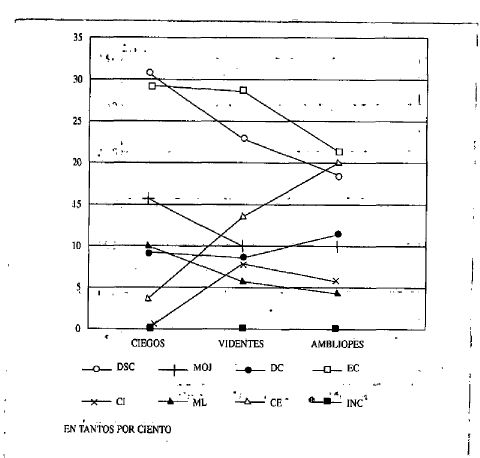 35
30
25
20
15
10
5
0
CIEGOS VIDENTES AMBLIOPES
DSC MOJ DC EC
CI ML CE INC
EN TANTOS POR CIENTO